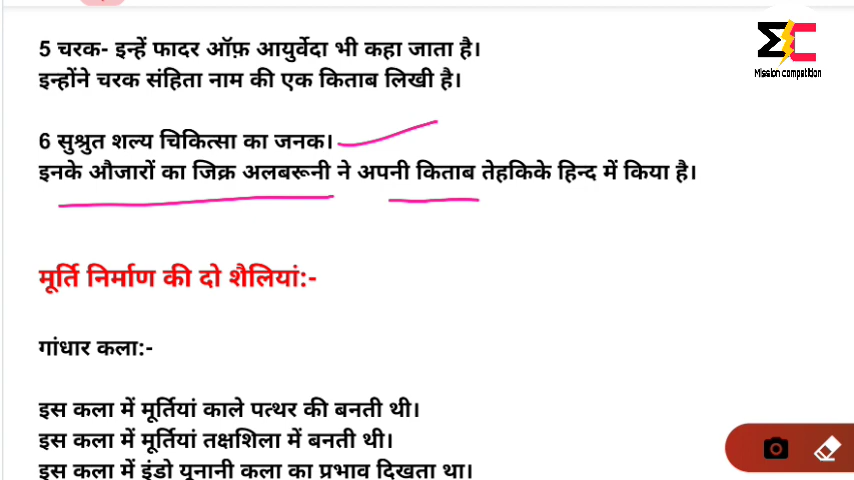 5 चरक- इन्हें फादर ऑफ़ आयुर्वेदा भी कहा जाता है।
इन्होंने चरक संहिता नाम की एक किताब लिखी है।
6 सुश्रुत शल्य चिकित्सा का जनक।
इनके औजारों का जिक्र अलबरूनी ने अपनी किताब तेहकिके हिन्द में किया है।
मूर्ति निर्माण की दो शैलियां:-
गांधार कला:-
इस कला में मूर्तियां काले पत्थर की बनती थी।
इस कला में मूर्तियां तक्षशिला में बनती थी।
इस कला में इंडो यूनानी कला का प्रभाव दिखता था।
Mission competition